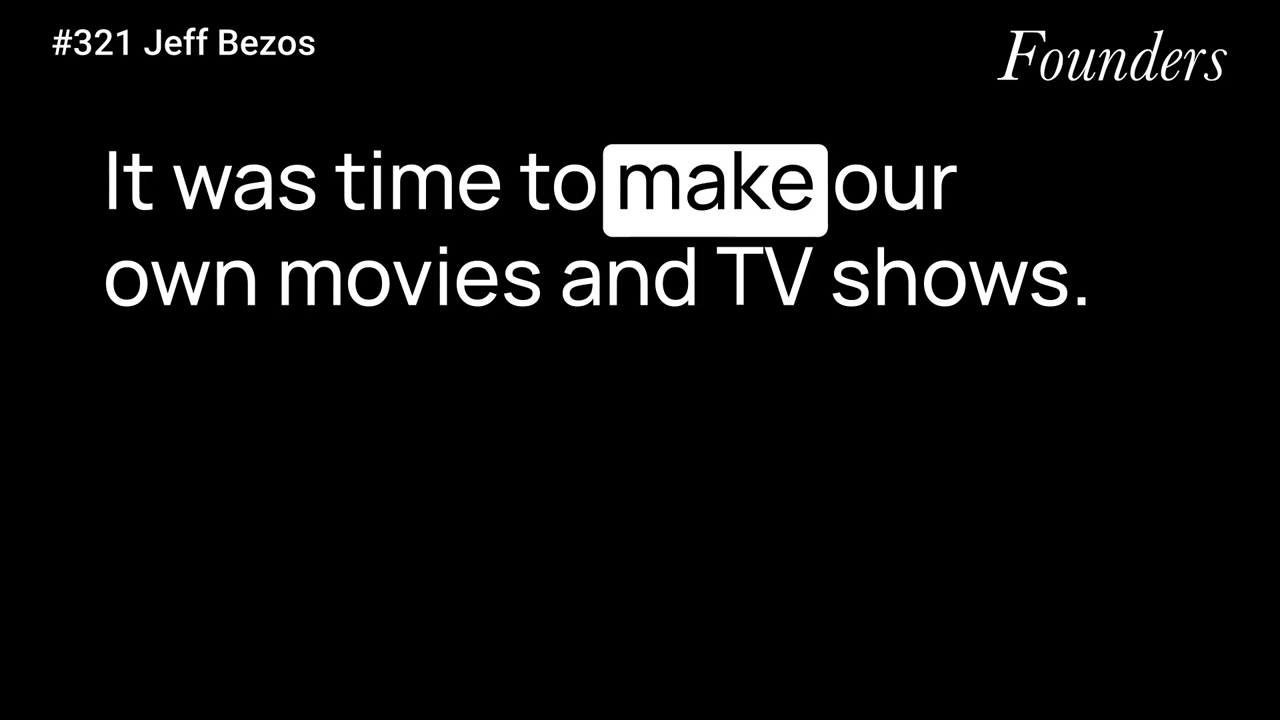 #321 Jeff Bezos
Founders
It was time to make our
own movies and TV shows.